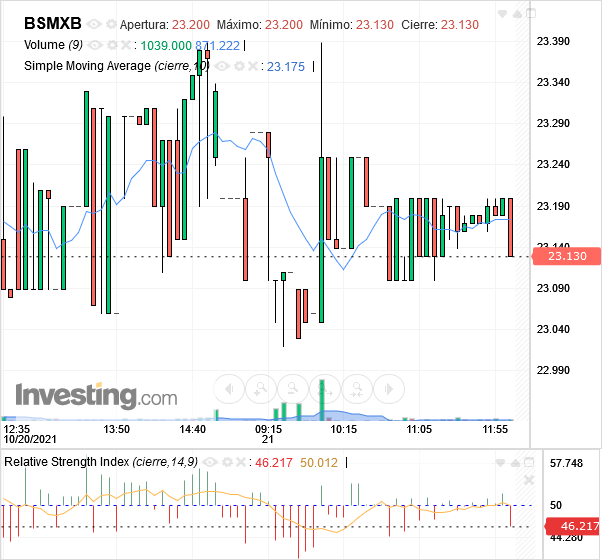 BSMXB Apertura: 23.200 Máximo: 23.200 Mínimo: 23.130 Cierre: 23.130
Volume (9) : 1039.000 871.222
Simple Moving Average (cierre,10) : 23.175
23.390
23.340
23.290
23.240
23.190
23.140
23.130
23.090
23.040
22.990
Investing.com
12:35 13:50 14:40 09:15 10:15 11:05 11:55
10/20/2021 21
Relative Strength Index (cierre,14,9) : 46.217 50.012
57.748
50
46.217
44.280